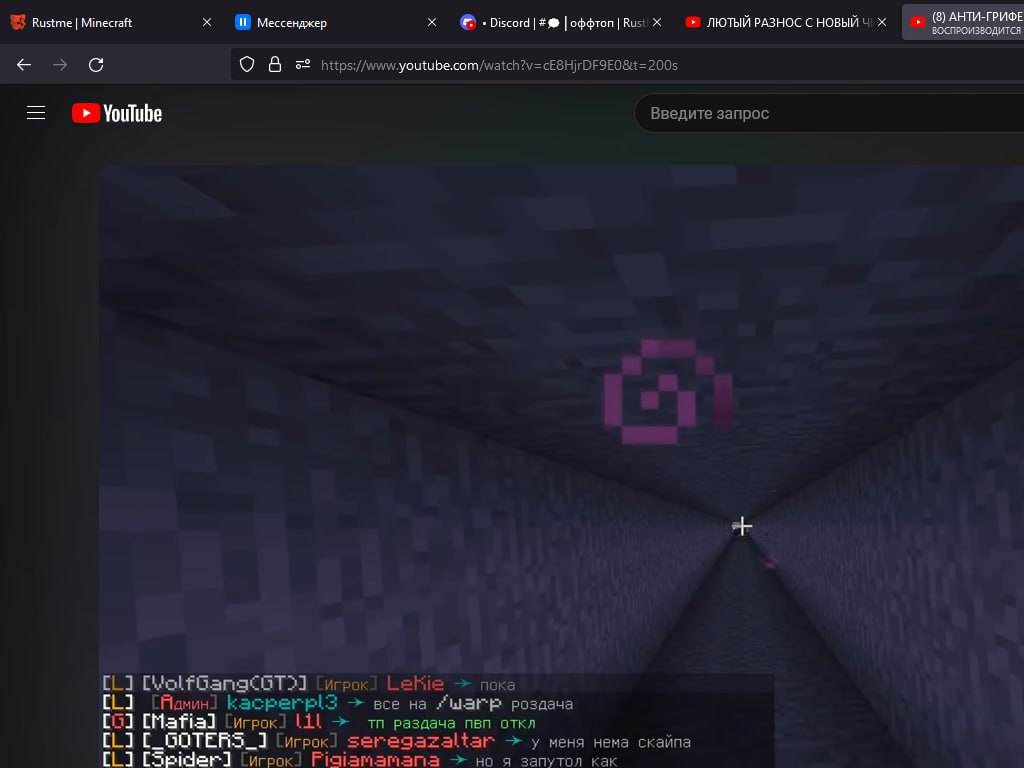 Rustme | Minecraft
Мессенджер
• Discord | #💬┃оффтоп | Rust
ЛЮТЫЙ РАЗНОС С НОВЫЙ
(8) АНТИ-ГРИФЕ
ВОСПРОИЗВОДИТСЯ
https://www.youtube.com/watch?v=cE8HjrDF9E0&t=200s
YouTube
Введите запрос
[L] [VolfGang(GT)] [Игрок] LeKie → пока
[L] [Админ] kacperpl3 → все на /warp роздача
[G] [Mafia] [Игрок] l1l → тп раздача пвп откл
[L] [_GOTERS_] [Игрок] seregazaltar → у меня нема скайпа
[L] [Spider] [Игрок] Pigiamamana → но я запутол как